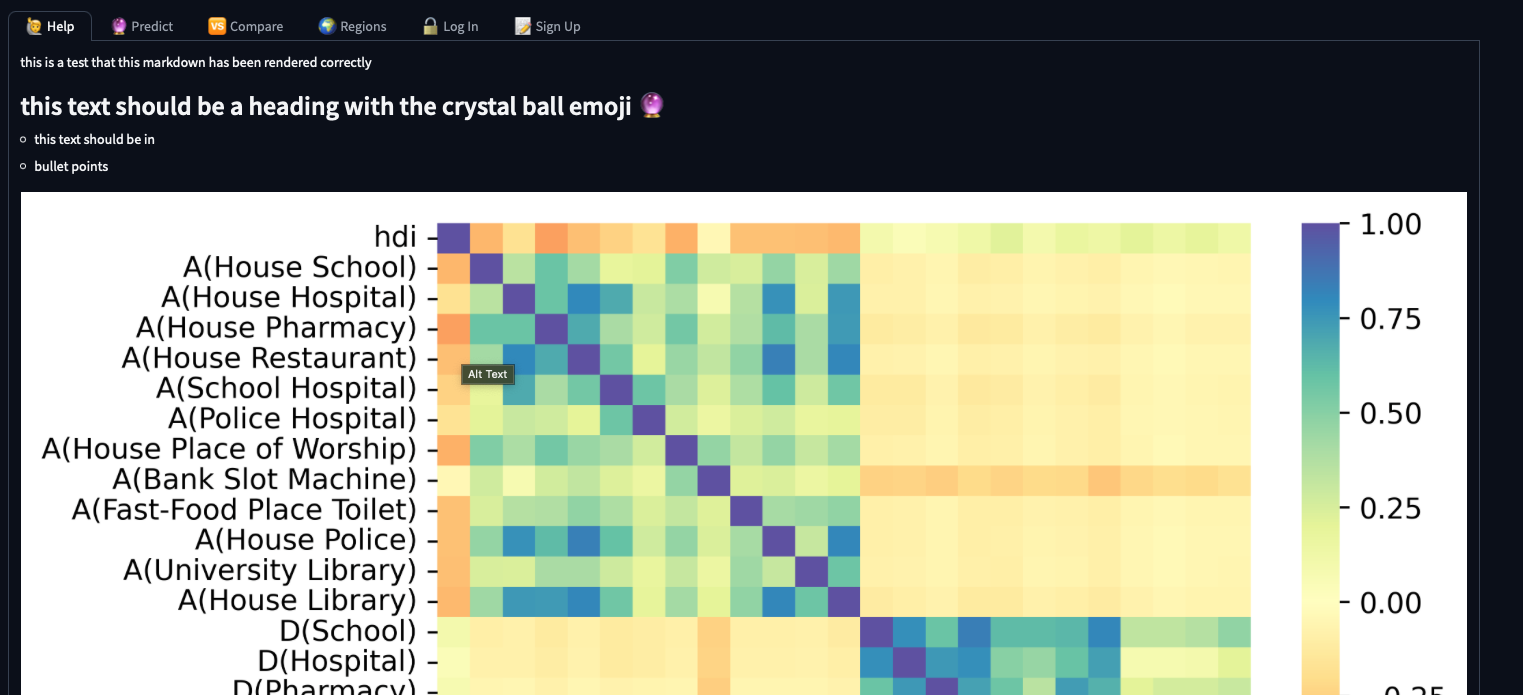 Help Predict VS Compare Regions Log In Sign Up
this is a test that this markdown has been rendered correctly
this text should be a heading with the crystal ball emoji 🔮
this text should be in
bullet points
hdi
A(House School)
A(House Hospital)
A(House Pharmacy)
A(House Restaurant)
Alt Text
A(School Hospital)
A(Police Hospital)
A(House Place of Worship)
A(Bank Slot Machine)
A(Fast-Food Place Toilet)
A(House Police)
A(University Library)
A(House Library)
D(School)
D(Hospital)
D(Pharmacy)
1.00
0.75
0.50
0.25
0.00